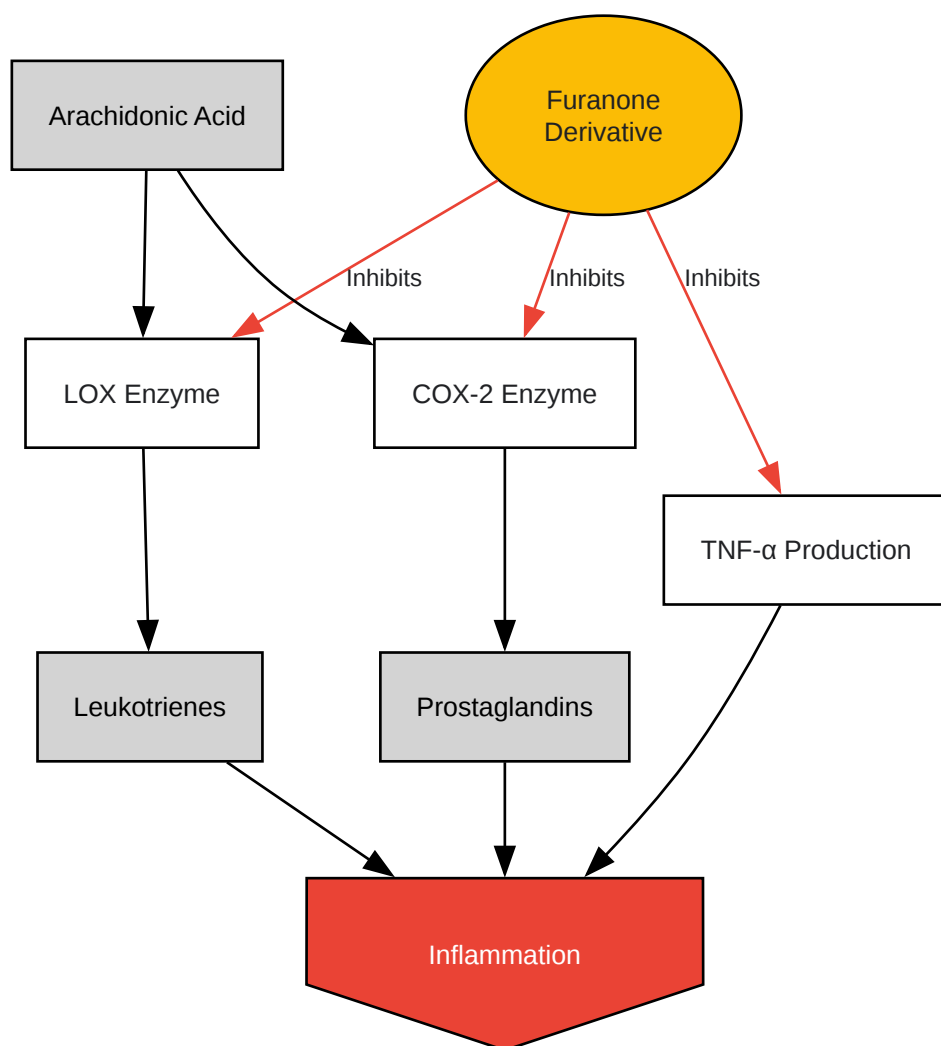 Arachidonic Acid
Furanone
Derivative
Inhibits
Inhibits
Inhibits
LOX Enzyme
COX-2 Enzyme
TNF-α Production
Leukotrienes
Prostaglandins
Inflammation